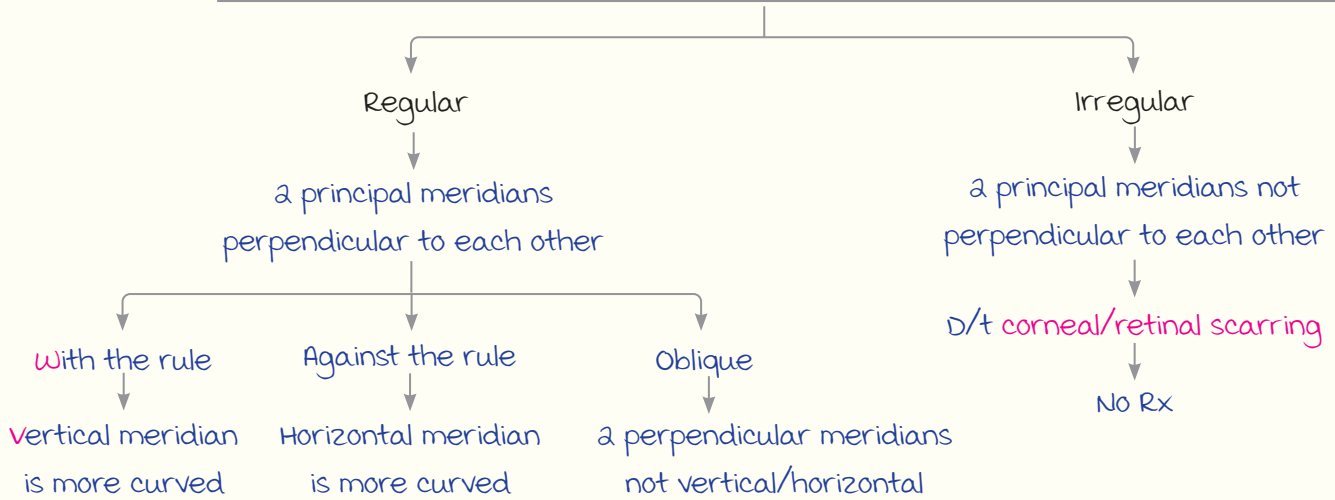 Regular
Irregular
2 principal meridians
perpendicular to each other
2 principal meridians not
perpendicular to each other
D/t corneal/retinal scarring
No Rx
With the rule
Against the rule
Oblique
Vertical meridian
is more curved
Horizontal meridian
is more curved
2 perpendicular meridians
not vertical/horizontal